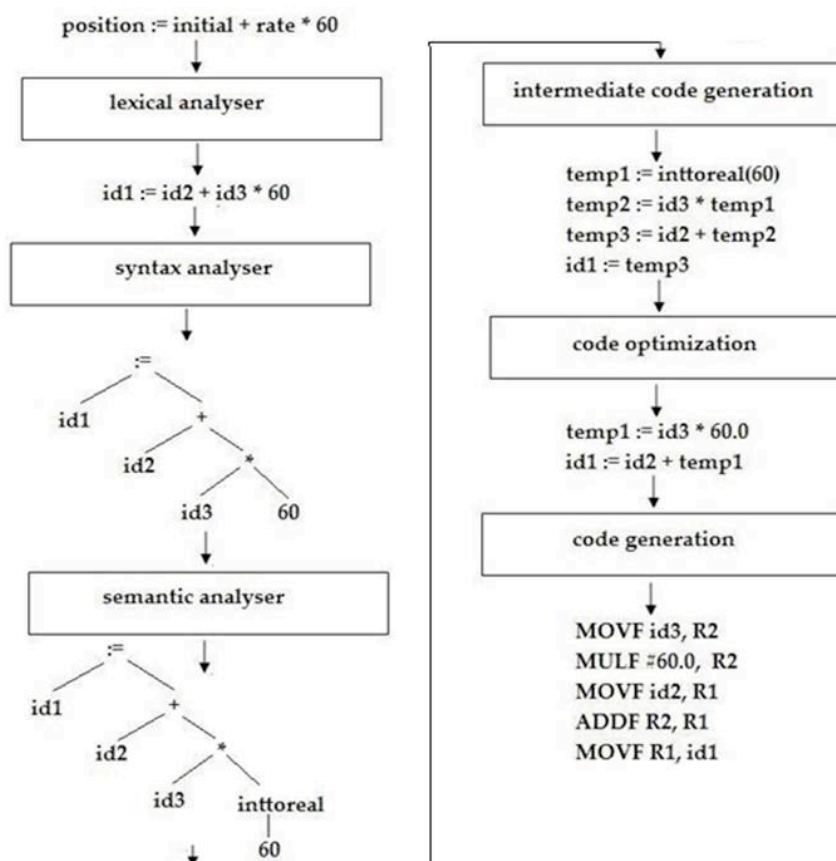 position := initial + rate * 60
lexical analyser
id1 := id2 + id3 * 60
syntax analyser
:=
id1
+
id2
*
id3
60
semantic analyser
:=
id1
+
id2
*
id3
inttoreal
60
intermediate code generation
temp1 := inttoreal(60)
temp2 := id3 * temp1
temp3 := id2 + temp2
id1 := temp3
code optimization
temp1 := id3 * 60.0
id1 := id2 + temp1
code generation
MOVF id3, R2
MULF #60.0, R2
MOVF id2, R1
ADDF R2, R1
MOVF R1, id1